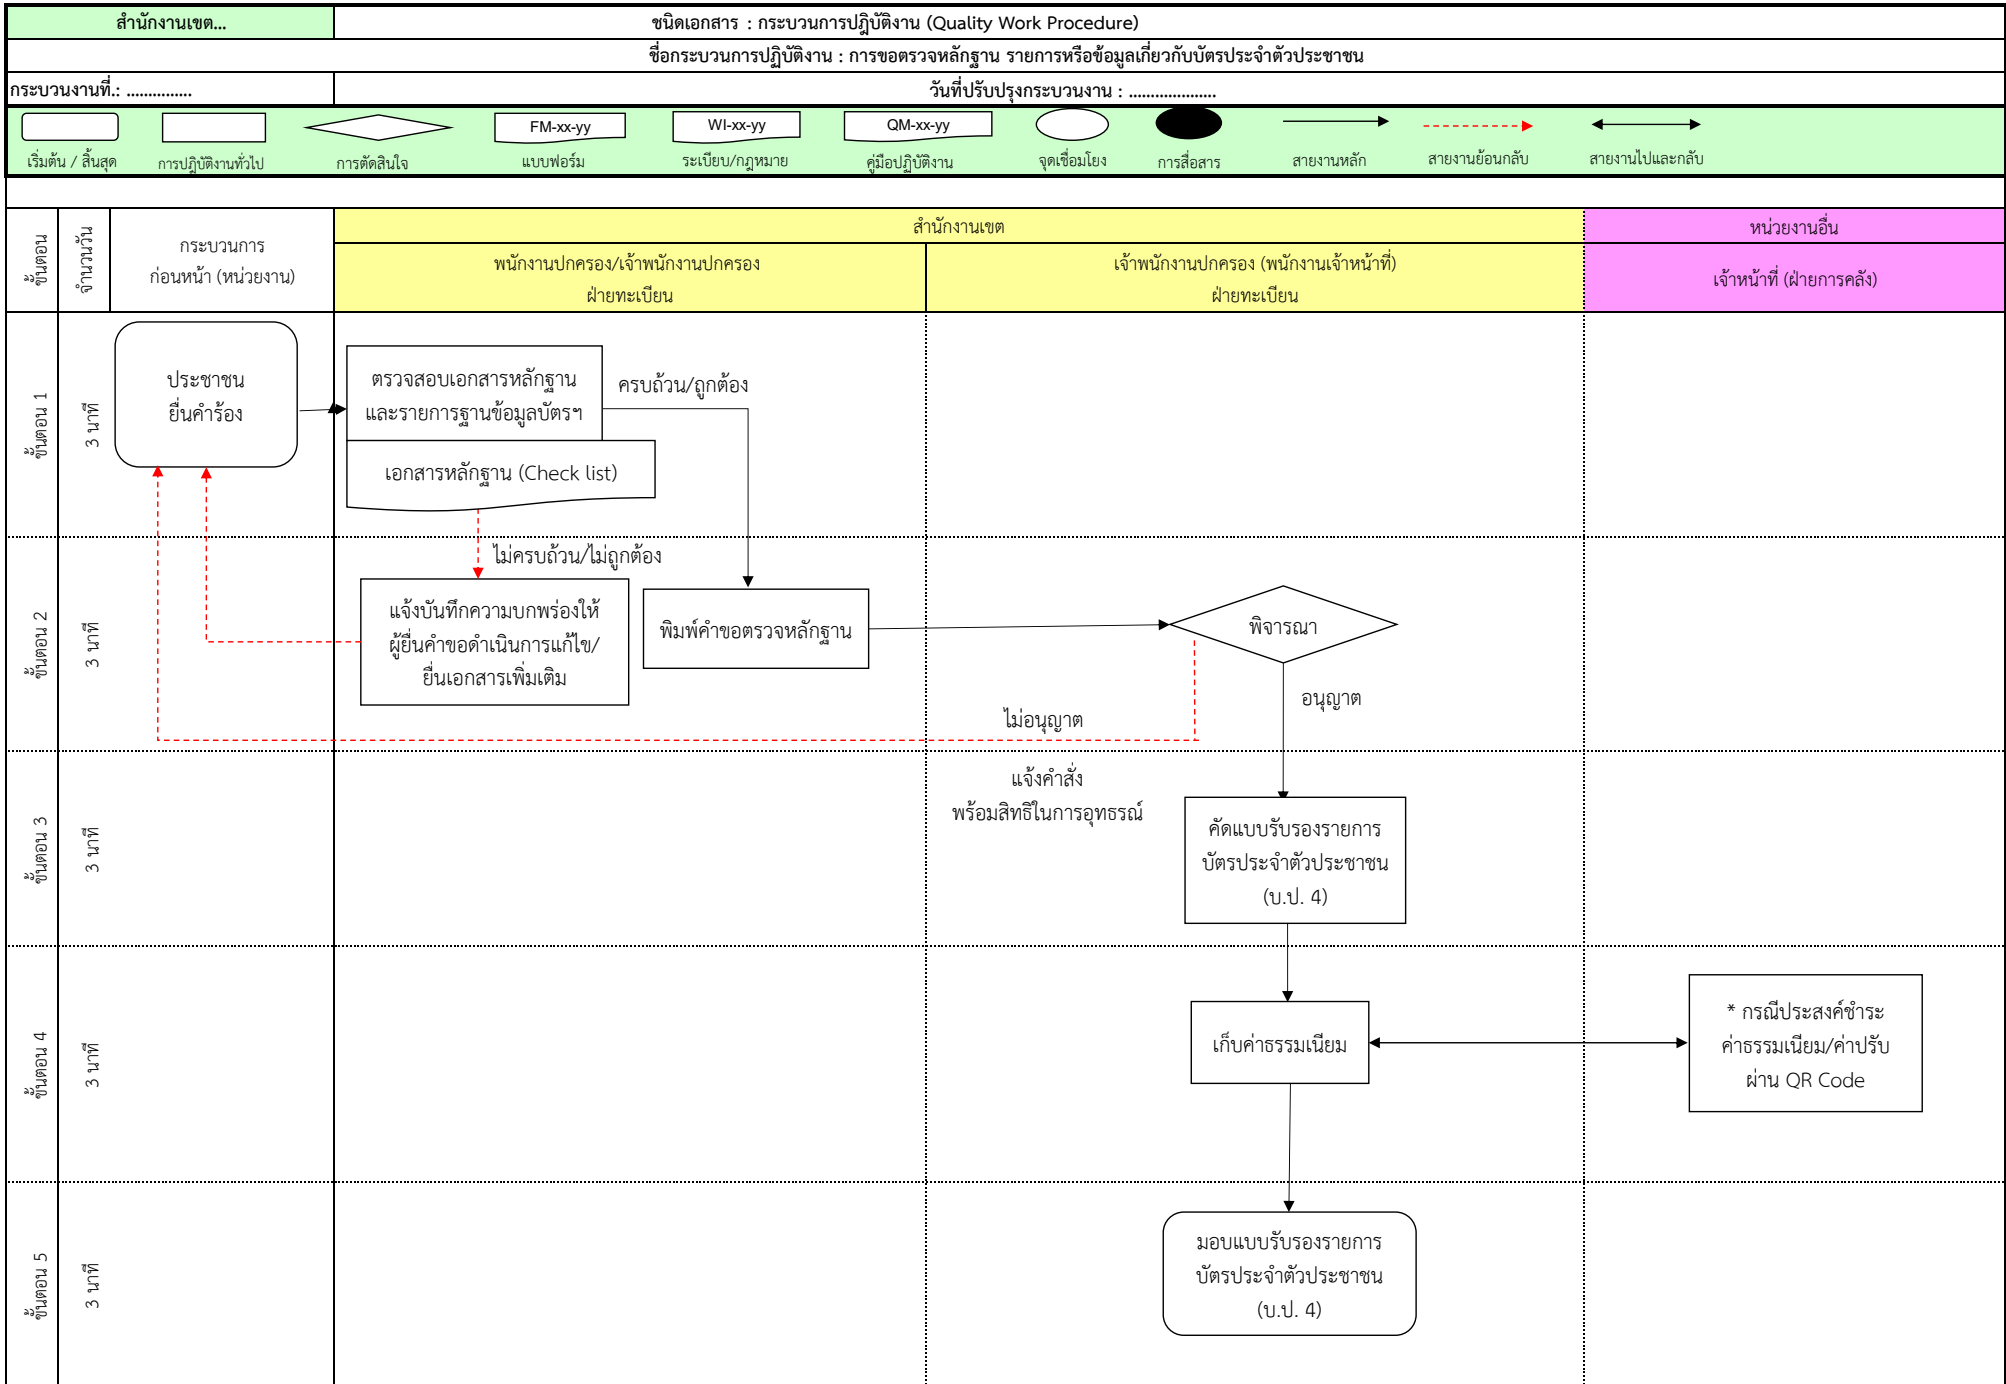 สำนักงานเขต...
ชนิดเอกสาร : กระบวนการปฏิบัติงาน (Quality Work Procedure)
ชื่อกระบวนการปฏิบัติงาน : การขอตรวจหลักฐาน รายการหรือข้อมูลเกี่ยวกับบัตรประจำตัวประชาชน
กระบวนงานที่.: ...............
วันที่ปรับปรุงกระบวนงาน : ....................
FM-xx-yy
WI-xx-yy
QM-xx-yy
เริ่มต้น / สิ้นสุด
การปฏิบัติงานทั่วไป
การตัดสินใจ
แบบฟอร์ม
ระเบียบ/กฎหมาย
คู่มือปฏิบัติงาน
จุดเชื่อมโยง
การสื่อสาร
สายงานหลัก
สายงานย้อนกลับ
สายงานไปและกลับ
ขั้นตอน
จำนวนวัน
กระบวนการ
ก่อนหน้า (หน่วยงาน)
สำนักงานเขต
หน่วยงานอื่น
พนักงานปกครอง/เจ้าพนักงานปกครอง
ฝ่ายทะเบียน
เจ้าพนักงานปกครอง (พนักงานเจ้าหน้าที่)
ฝ่ายทะเบียน
เจ้าหน้าที่ (ฝ่ายการคลัง)
ขั้นตอน 1
3 นาที
ประชาชน
ยื่นคำร้อง
ตรวจสอบเอกสารหลักฐาน
และรายการฐานข้อมูลบัตรฯ
ครบถ้วน/ถูกต้อง
เอกสารหลักฐาน (Check list)
ไม่ครบถ้วน/ไม่ถูกต้อง
ขั้นตอน 2
3 นาที
แจ้งบันทึกความบกพร่องให้
ผู้ยื่นคำขอดำเนินการแก้ไข/
ยื่นเอกสารเพิ่มเติม
พิมพ์คำขอตรวจหลักฐาน
พิจารณา
อนุญาต
ไม่อนุญาต
ขั้นตอน 3
3 นาที
แจ้งคำสั่ง
พร้อมสิทธิในการอุทธรณ์
คัดแบบรับรองรายการ
บัตรประจำตัวประชาชน
(บ.ป. 4)
ขั้นตอน 4
3 นาที
เก็บค่าธรรมเนียม
* กรณีประสงค์ชำระ
ค่าธรรมเนียม/ค่าปรับ
ผ่าน QR Code
ขั้นตอน 5
3 นาที
มอบแบบรับรองรายการ
บัตรประจำตัวประชาชน
(บ.ป. 4)